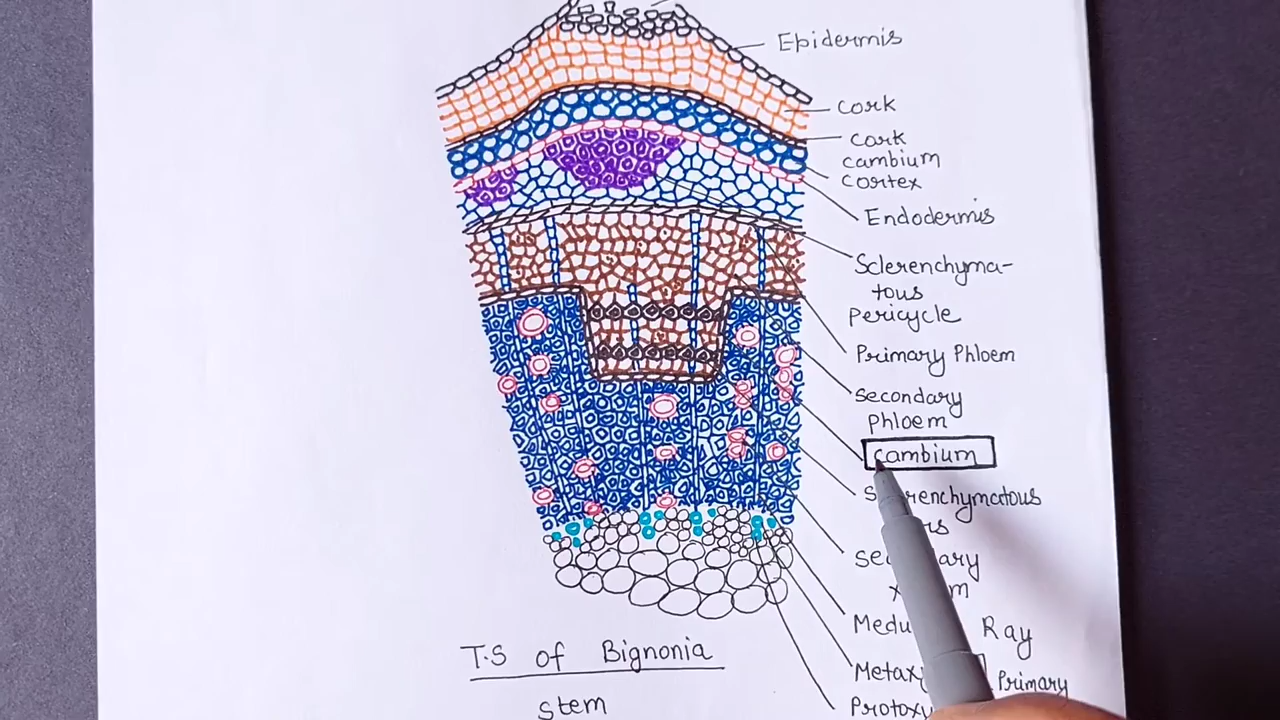 Epidermis
cork
cork
cambium
cortex
Endodermis
Sclerenchyma-
tous
pericycle
Primary Phloem
secondary
Phloem
cambium
Ray
Primary
T.S of Bignonia
stem